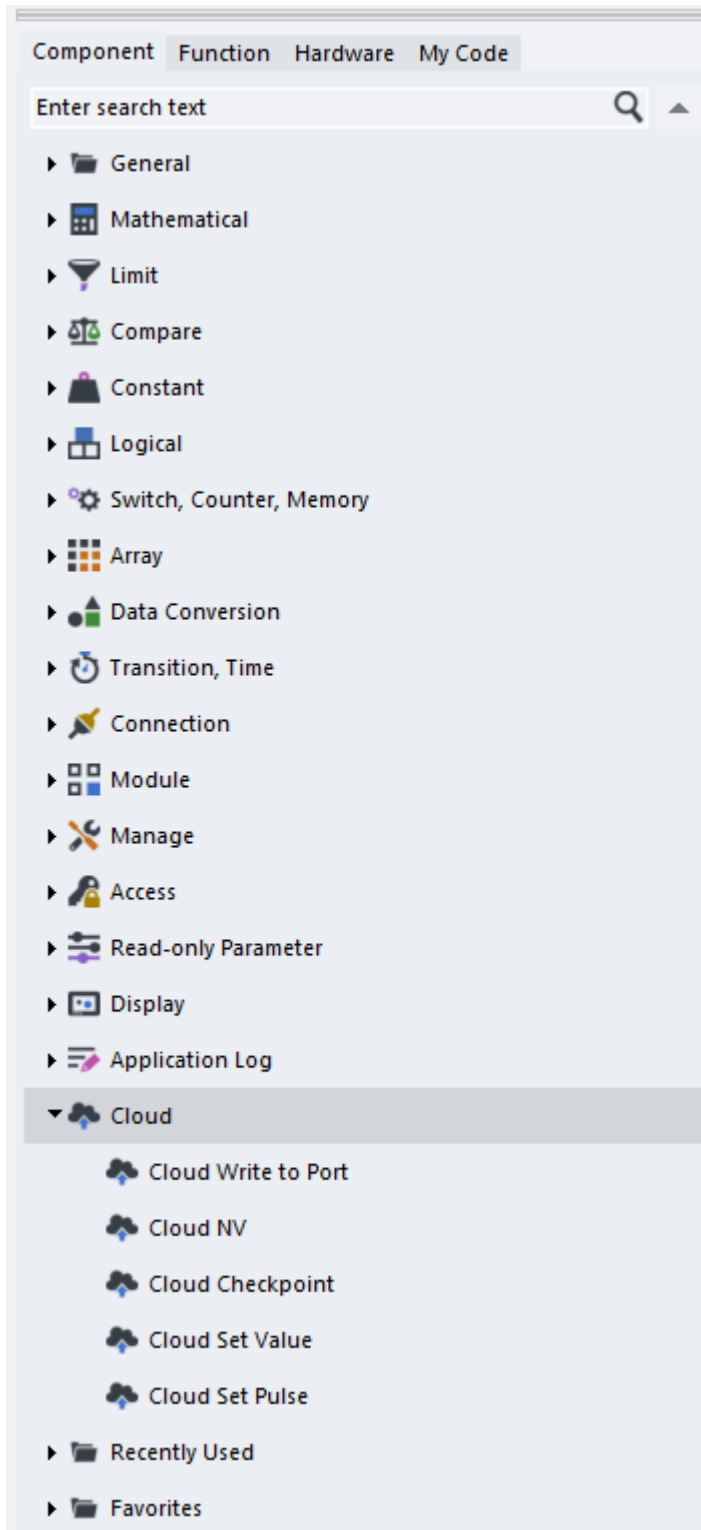 Component Function Hardware My Code
Enter search text
General
Mathematical
Limit
Compare
Constant
Logical
Switch, Counter, Memory
Array
Data Conversion
Transition, Time
Connection
Module
Manage
Access
Read-only Parameter
Display
Application Log
Cloud
Cloud Write to Port
Cloud NV
Cloud Checkpoint
Cloud Set Value
Cloud Set Pulse
Recently Used
Favorites